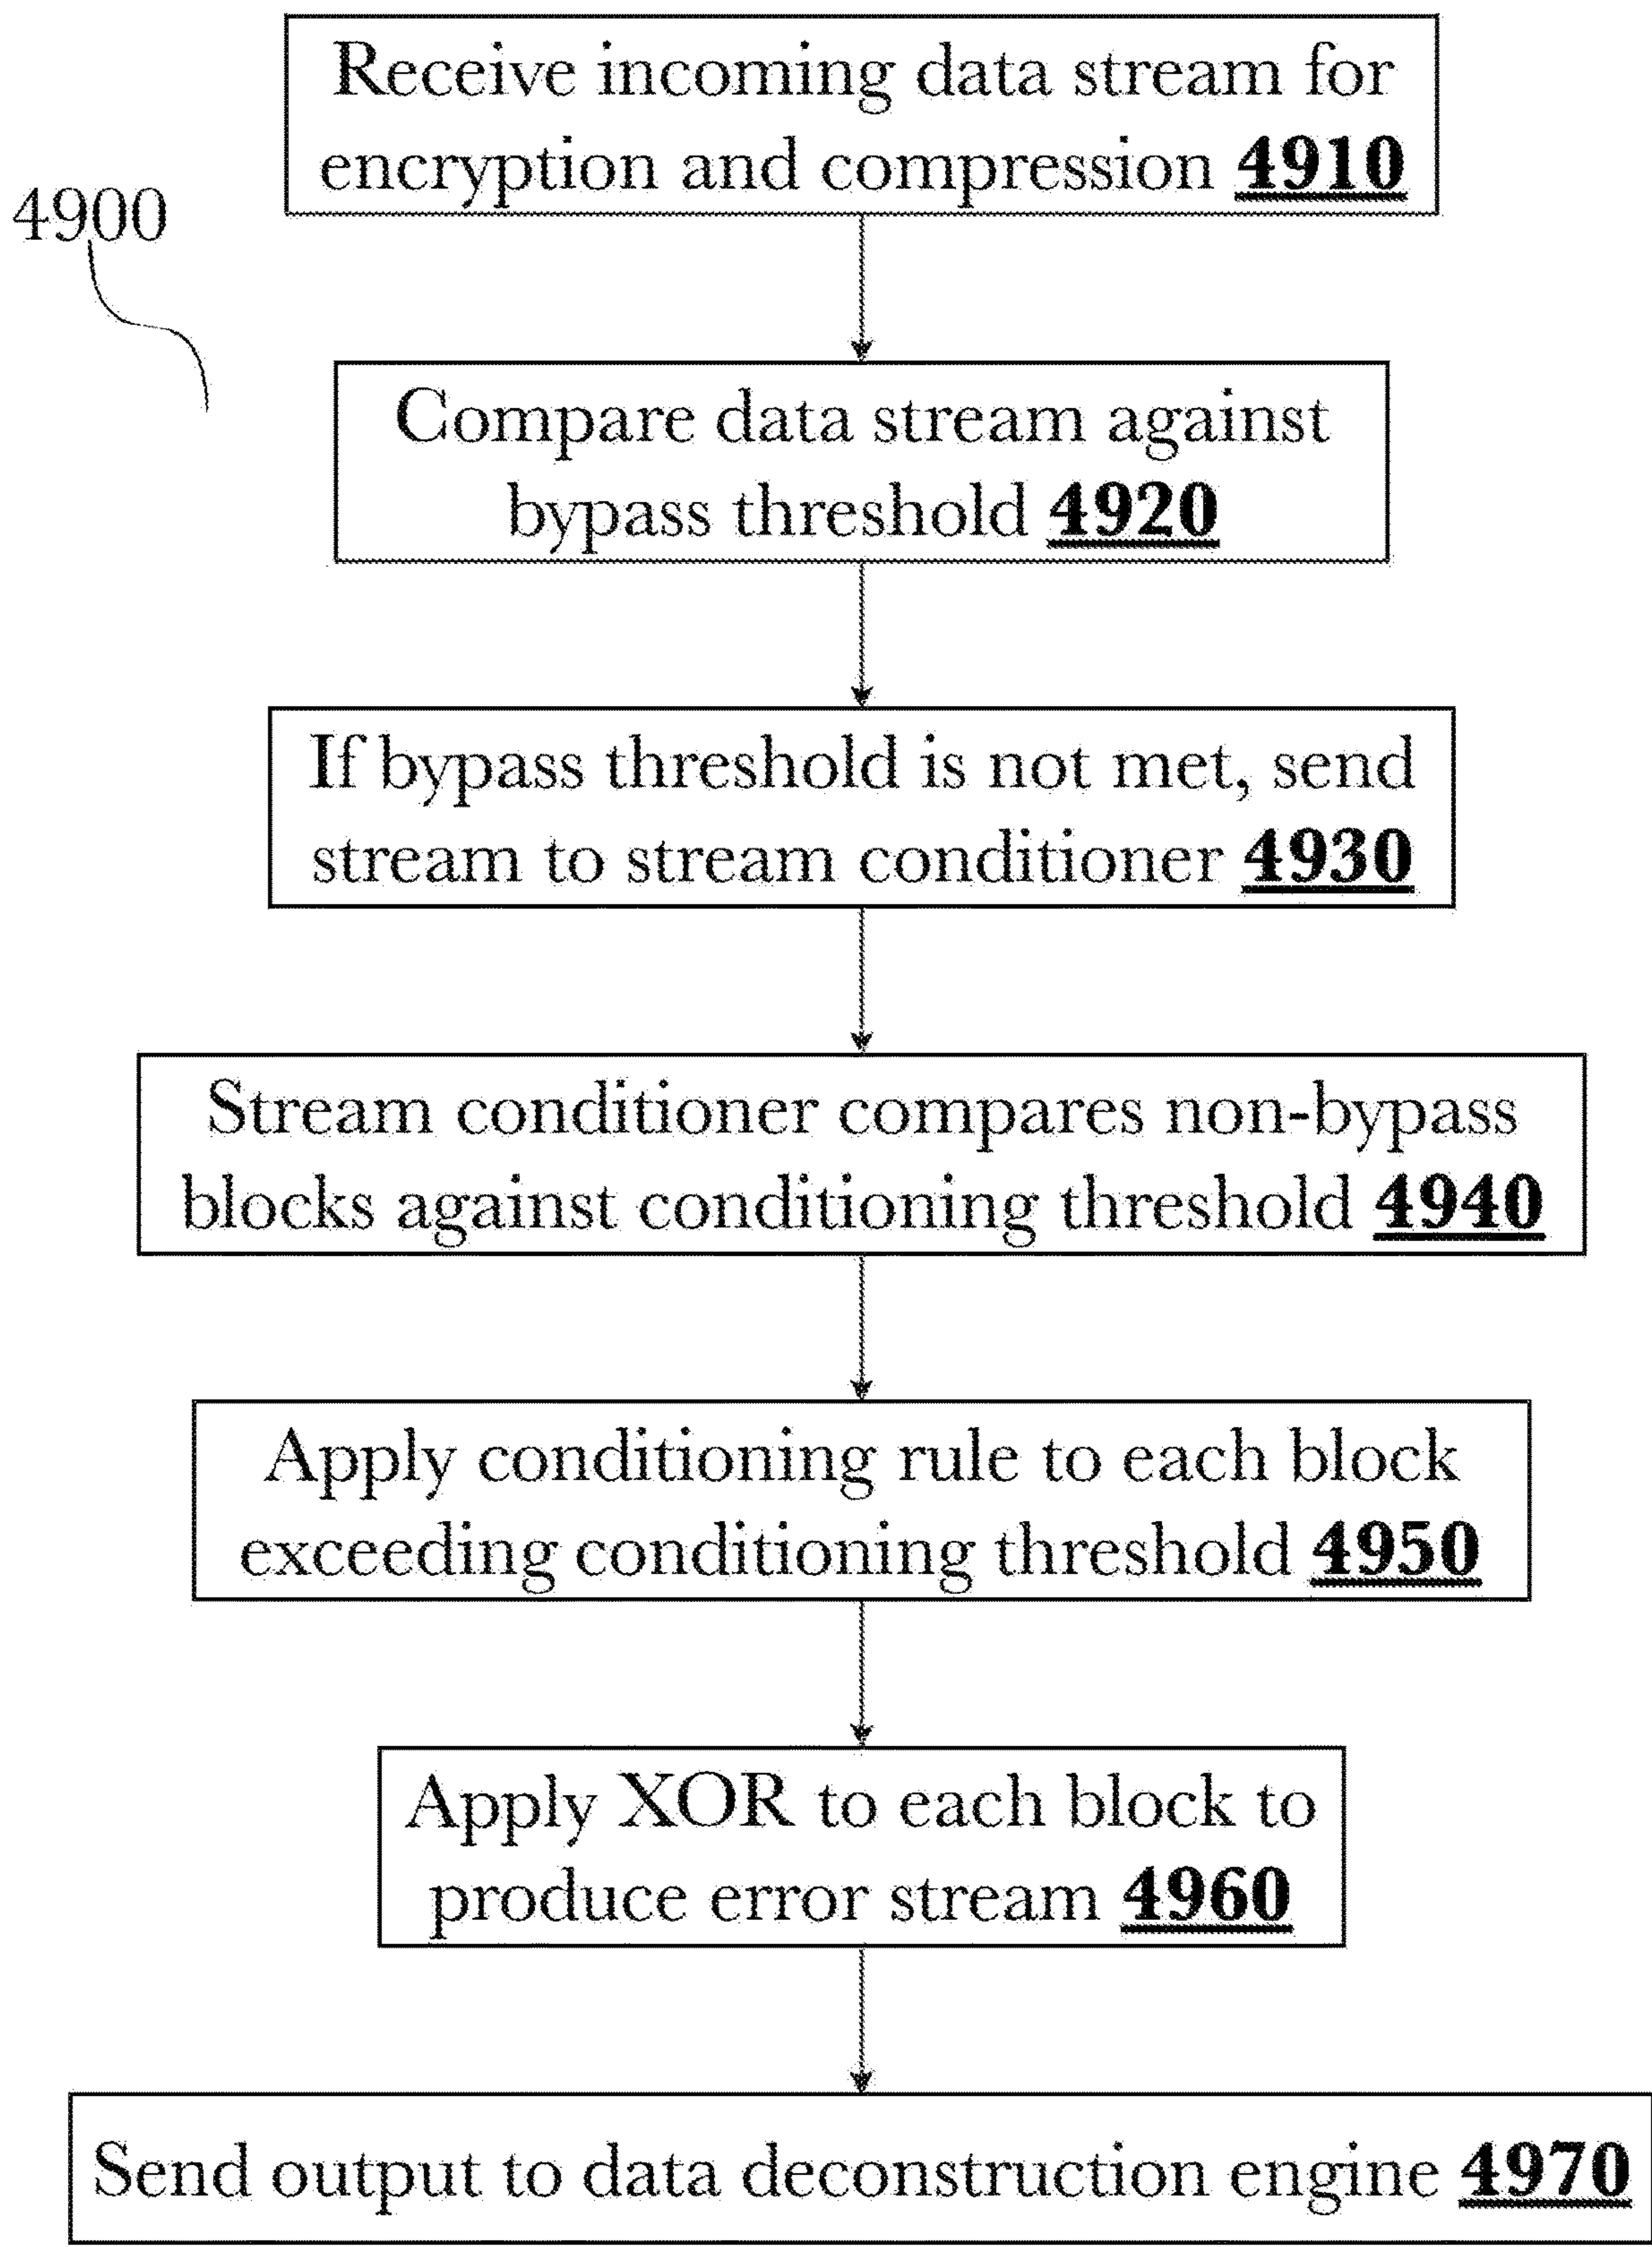 Receive incoming data stream for
encryption and compression 4910
4900
Compare data stream against
bypass threshold 4920
If bypass threshold is not met, send
stream to stream conditioner 4930
Stream conditioner compares non-bypass
blocks against conditioning threshold 4940
Apply conditioning rule to each block
exceeding conditioning threshold 4950
Apply XOR to each block to
produce error stream 4960
Send output to data deconstruction engine 4970